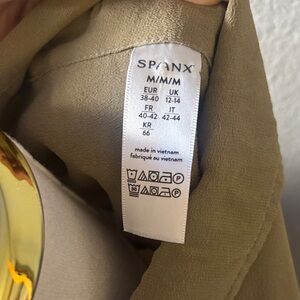 SPANX
M/M/M
EUR UK
38-40 12-14
FR IT
40-42 42-44
KR
66
made in vietnam
fabriqué au vietnam